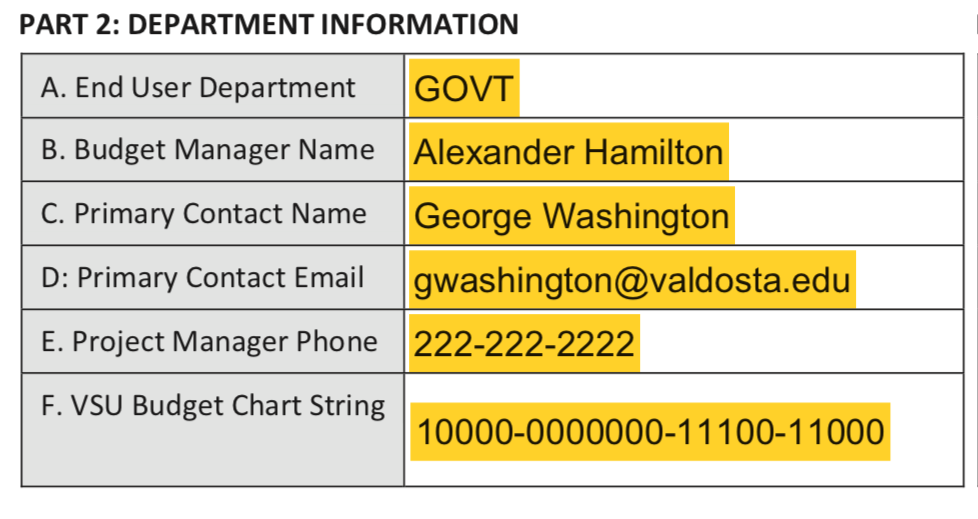 PART 2: DEPARTMENT INFORMATION
A. End User Department GOVT
B. Budget Manager Name Alexander Hamilton
C. Primary Contact Name George Washington
D: Primary Contact Email gwashington@valdosta.edu
E. Project Manager Phone 222-222-2222
F. VSU Budget Chart String 10000-0000000-11100-11000